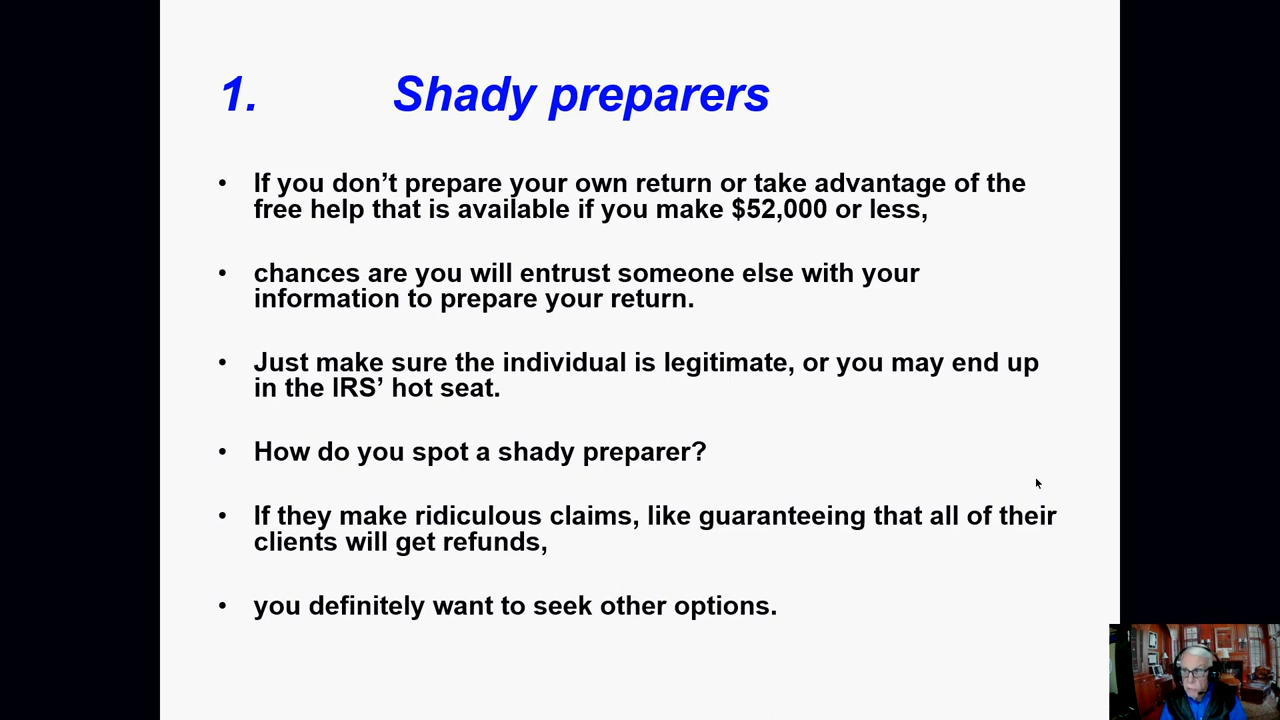 1. Shady preparers
• If you don’t prepare your own return or take advantage of the
free help that is available if you make $52,000 or less,
• chances are you will entrust someone else with your
information to prepare your return.
• Just make sure the individual is legitimate, or you may end up
in the IRS’ hot seat.
• How do you spot a shady preparer?
• If they make ridiculous claims, like guaranteeing that all of their
clients will get refunds,
• you definitely want to seek other options.